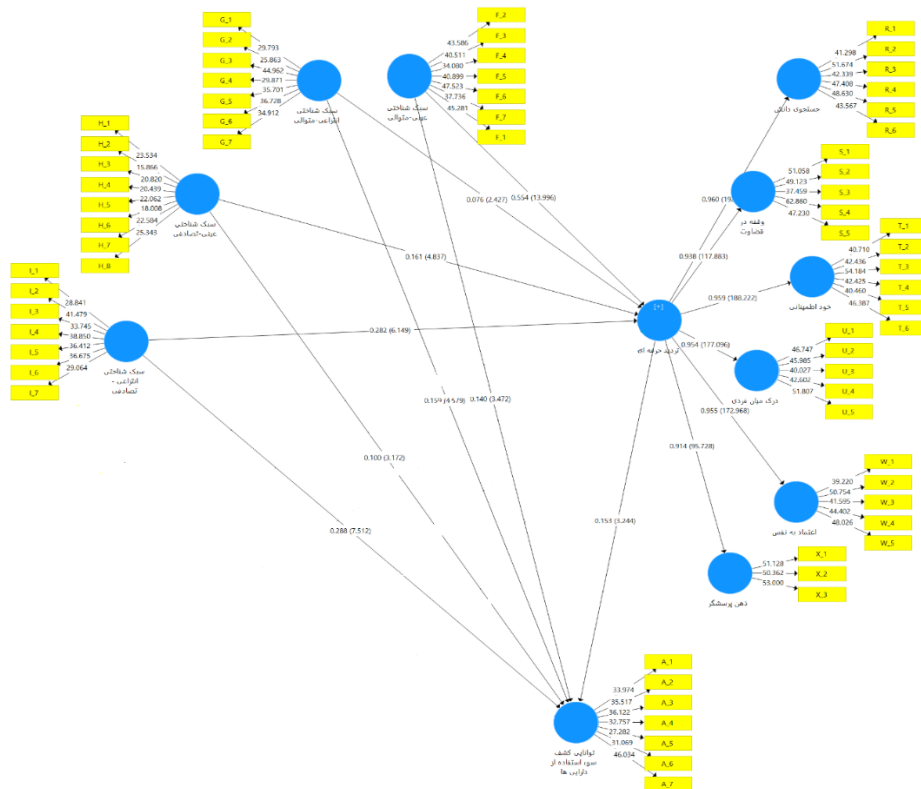 G_1
G_2
G_3
G_4
G_5
G_6
G_7
29.793
25.863
44.962
29.871
35.701
36.728
34.912
سبک شناختی
انتزاعی-متوالی
F_2
F_3
F_4
F_5
F_6
F_7
F_1
43.586
40.511
34.080
40.899
47.523
37.736
45.281
سبک شناختی
عینی-متوالی
R_1
R_2
R_3
R_4
R_5
R_6
41.298
51.674
42.339
47.408
48.630
43.567
جستجوی دانش
H_1
H_2
H_3
H_4
H_5
H_6
H_7
H_8
23.534
15.866
20.820
20.439
22.062
18.008
22.584
25.343
سبک شناختی
عینی-تصادفی
S_1
S_2
S_3
S_4
S_5
51.058
49.123
37.459
62.860
47.230
وقفه در
قضاوت
I_1
I_2
I_3
I_4
I_5
I_6
I_7
28.841
41.479
33.745
38.850
36.412
36.675
29.064
سبک شناختی
انتزاعی -
تصادفی
T_1
T_2
T_3
T_4
T_5
T_6
40.710
42.436
54.184
42.425
40.460
46.387
خود اطمینانی
0.076 (2.427)
0.554 (13.996)
0.161 (4.837)
0.282 (6.149)
0.960 (19
0.938 (117.883)
0.959 (188.222)
0.954 (177.096)
0.955 (172.968)
0.914 (95.728)
[+]
تردید حرفه ای
U_1
U_2
U_3
U_4
U_5
46.747
45.985
40.027
42.602
51.807
درک میان فردی
0.159 (4.579)
0.140 (3.472)
0.100 (3.172)
0.288 (7.512)
0.153 (3.244)
W_1
W_2
W_3
W_4
W_5
39.220
50.754
41.595
44.402
48.026
اعتماد به نفس
X_1
X_2
X_3
51.128
50.362
53.000
ذهن پرسشگر
A_1
A_2
A_3
A_4
A_5
A_6
A_7
33.974
35.517
36.122
32.757
27.282
31.069
46.034
توانایی کشف
سوء استفاده از
دارایی ها